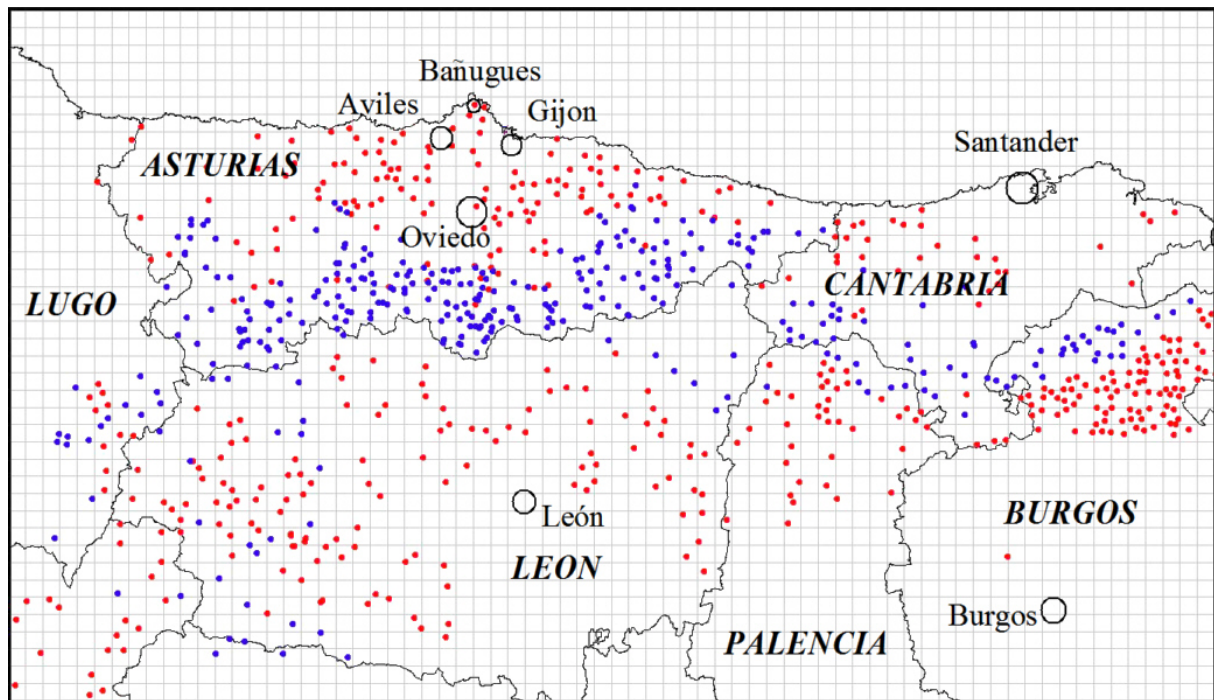 Bañugues
Aviles
Gijon
Santander
ASTURIAS
Oviedo
LUGO
CANTABRIA
León
BURGOS
LEON
Burgos
PALENCIA